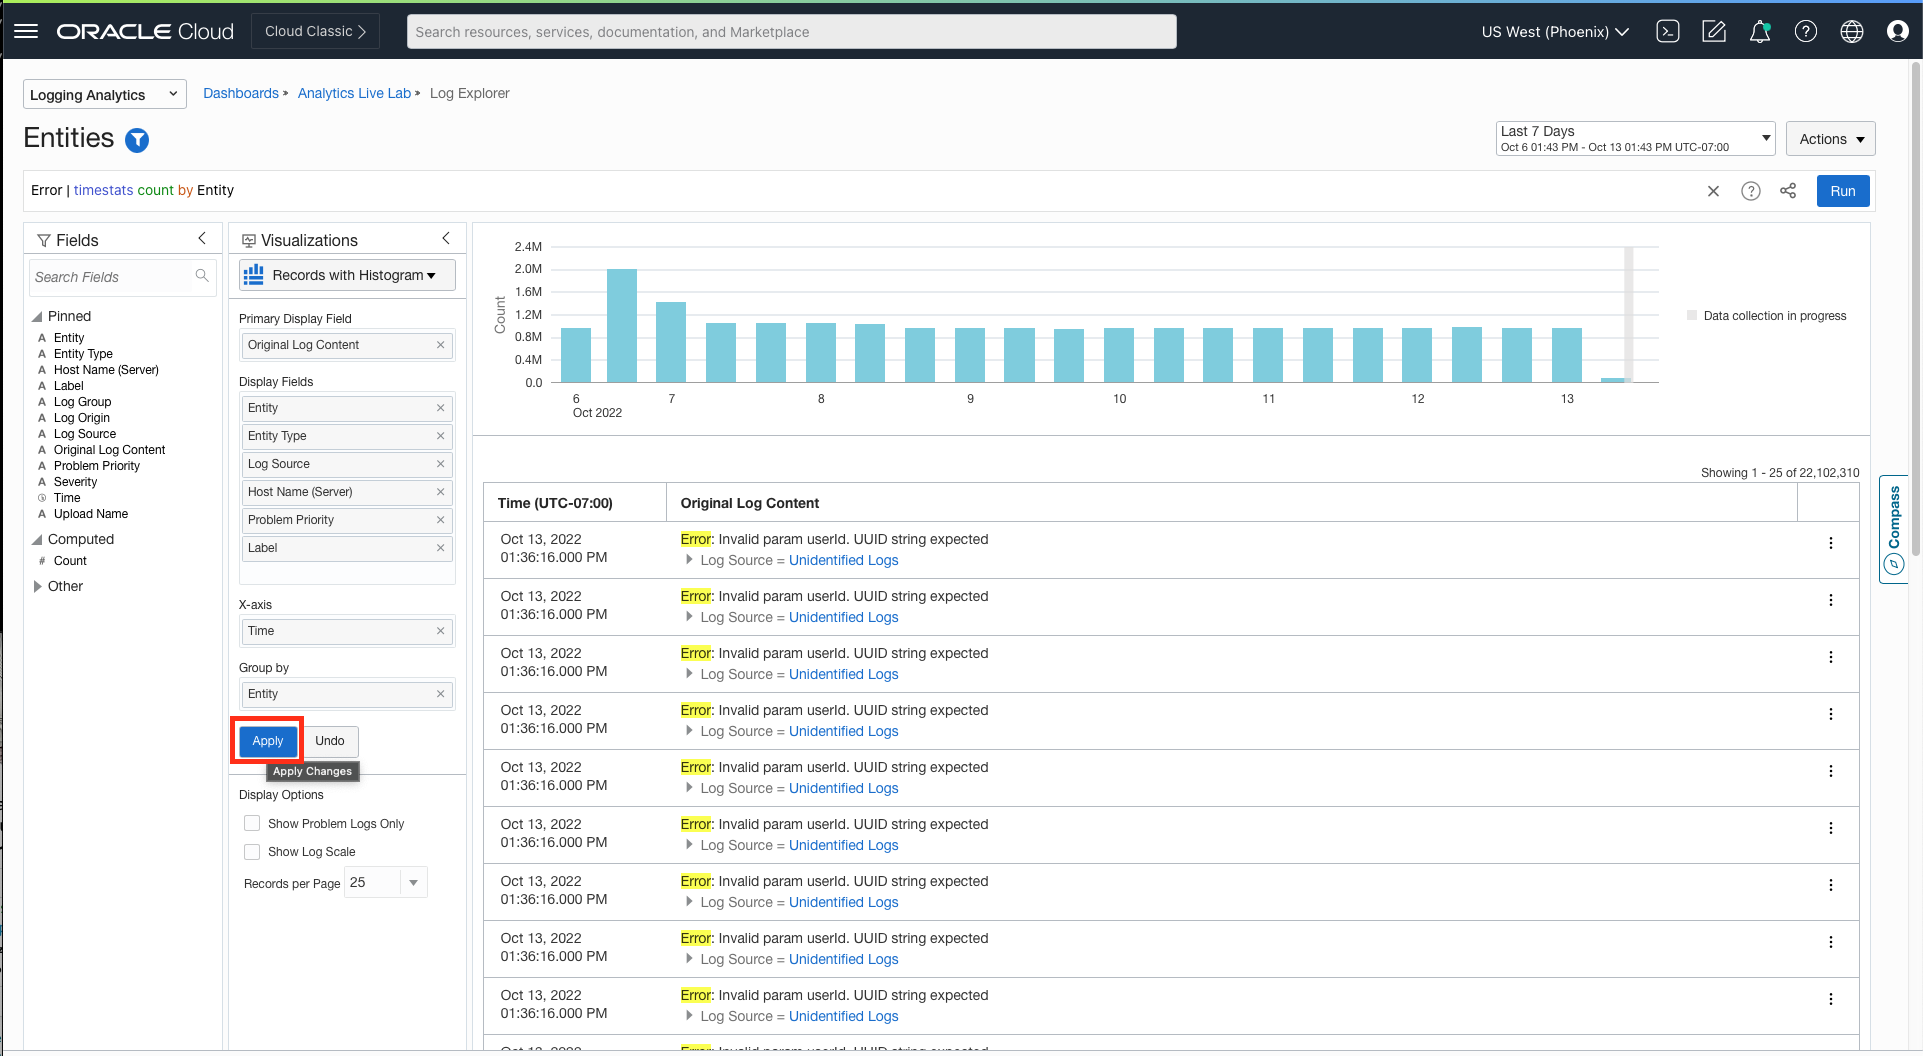 ORACLE Cloud
Cloud Classic
Search resources, services, documentation, and Marketplace
US West (Phoenix)
Logging Analytics
Dashboards » Analytics Live Lab » Log Explorer
Entities
Last 7 Days
Oct 6 01:43 PM - Oct 13 01:43 PM UTC-07:00
Actions
Error | timestats count by Entity
Run
Fields
Search Fields
Pinned
A Entity
A Entity Type
A Host Name (Server)
A Label
A Log Group
A Log Origin
A Log Source
A Original Log Content
A Problem Priority
A Severity
Time
A Upload Name
Computed
# Count
Other
Visualizations
Records with Histogram
Primary Display Field
Original Log Content
Display Fields
Entity
Entity Type
Log Source
Host Name (Server)
Problem Priority
Label
X-axis
Time
Group by
Entity
Apply
Undo
Apply Changes
Display Options
Show Problem Logs Only
Show Log Scale
Records per Page 25
Count
2.4M
2.0M
1.6M
1.2M
0.8M
0.4M
0.0
6 7 8 9 10 11 12 13
Oct 2022
Data collection in progress
Showing 1 - 25 of 22,102,310
Time (UTC-07:00) Original Log Content
Oct 13, 2022 Error: Invalid param userId. UUID string expected
01:36:16.000 PM Log Source = Unidentified Logs
Oct 13, 2022 Error: Invalid param userId. UUID string expected
01:36:16.000 PM Log Source = Unidentified Logs
Oct 13, 2022 Error: Invalid param userId. UUID string expected
01:36:16.000 PM Log Source = Unidentified Logs
Oct 13, 2022 Error: Invalid param userId. UUID string expected
01:36:16.000 PM Log Source = Unidentified Logs
Oct 13, 2022 Error: Invalid param userId. UUID string expected
01:36:16.000 PM Log Source = Unidentified Logs
Oct 13, 2022 Error: Invalid param userId. UUID string expected
01:36:16.000 PM Log Source = Unidentified Logs
Oct 13, 2022 Error: Invalid param userId. UUID string expected
01:36:16.000 PM Log Source = Unidentified Logs
Oct 13, 2022 Error: Invalid param userId. UUID string expected
01:36:16.000 PM Log Source = Unidentified Logs
Oct 13, 2022 Error: Invalid param userId. UUID string expected
01:36:16.000 PM Log Source = Unidentified Logs
Oct 13, 2022 Error: Invalid param userId. UUID string expected
Compass